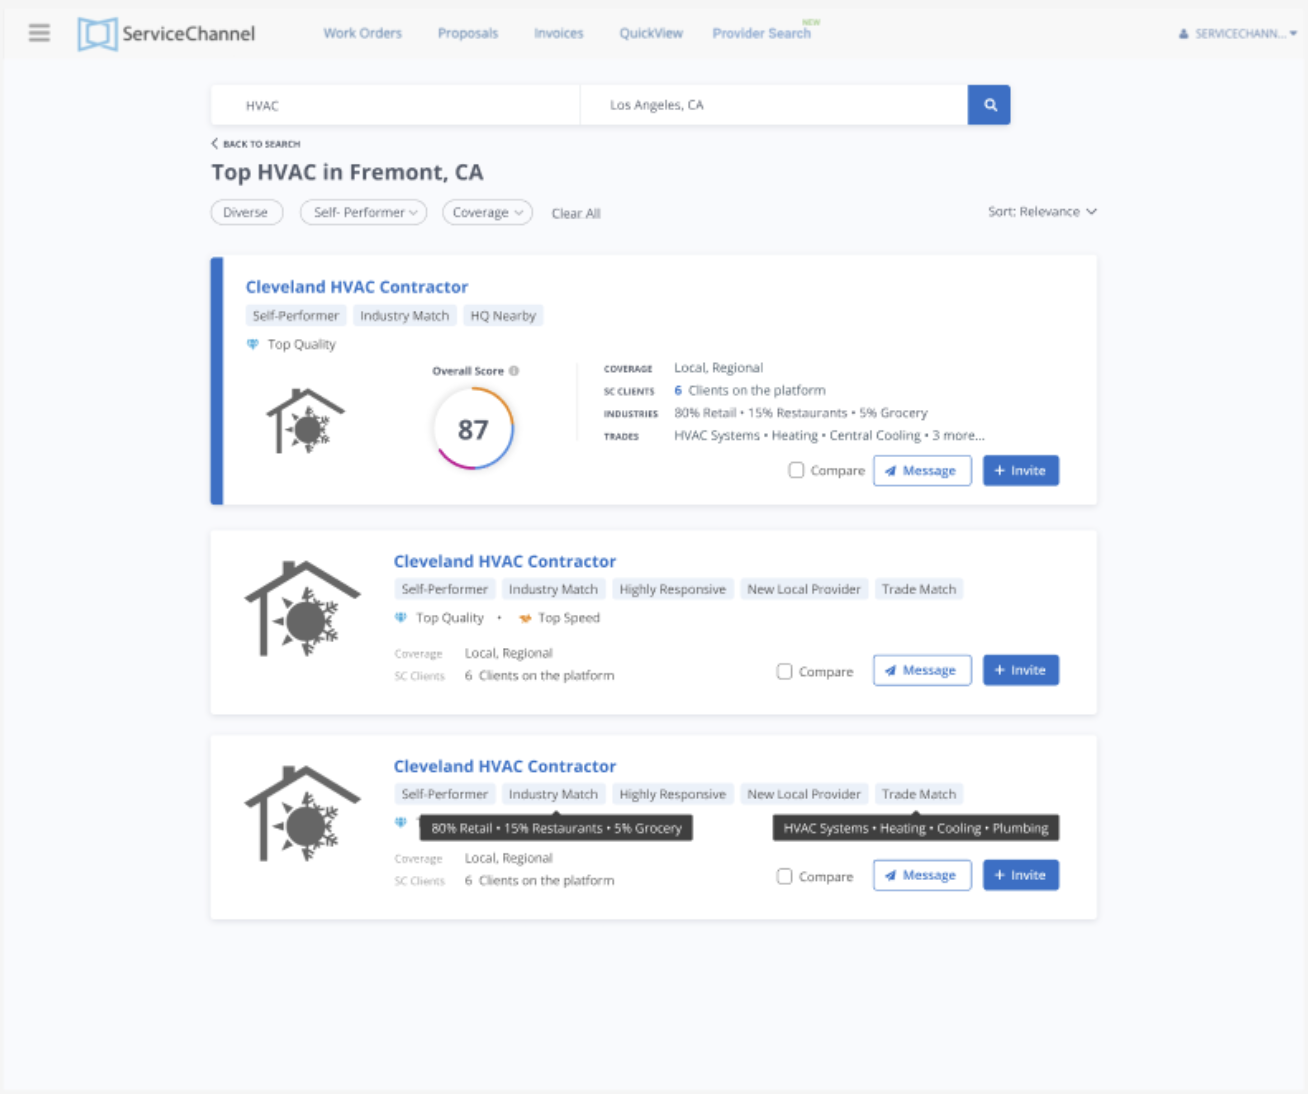 ServiceChannel Work Orders Proposals Invoices QuickView Provider Search NEW SERVICECHANN...
HVAC Los Angeles, CA
BACK TO SEARCH
Top HVAC in Fremont, CA
Diverse Self- Performer Coverage Clear All Sort: Relevance
Cleveland HVAC Contractor
Self-Performer Industry Match HQ Nearby
Top Quality
Overall Score
87
COVERAGE Local, Regional
SC CLIENTS 6 Clients on the platform
INDUSTRIES 80% Retail • 15% Restaurants • 5% Grocery
TRADES HVAC Systems • Heating • Central Cooling • 3 more...
Compare Message + Invite
Cleveland HVAC Contractor
Self-Performer Industry Match Highly Responsive New Local Provider Trade Match
Top Quality • Top Speed
Coverage Local, Regional
SC Clients 6 Clients on the platform
Compare Message + Invite
Cleveland HVAC Contractor
Self-Performer Industry Match Highly Responsive New Local Provider Trade Match
80% Retail • 15% Restaurants • 5% Grocery HVAC Systems • Heating • Cooling • Plumbing
Coverage Local, Regional
SC Clients 6 Clients on the platform
Compare Message + Invite